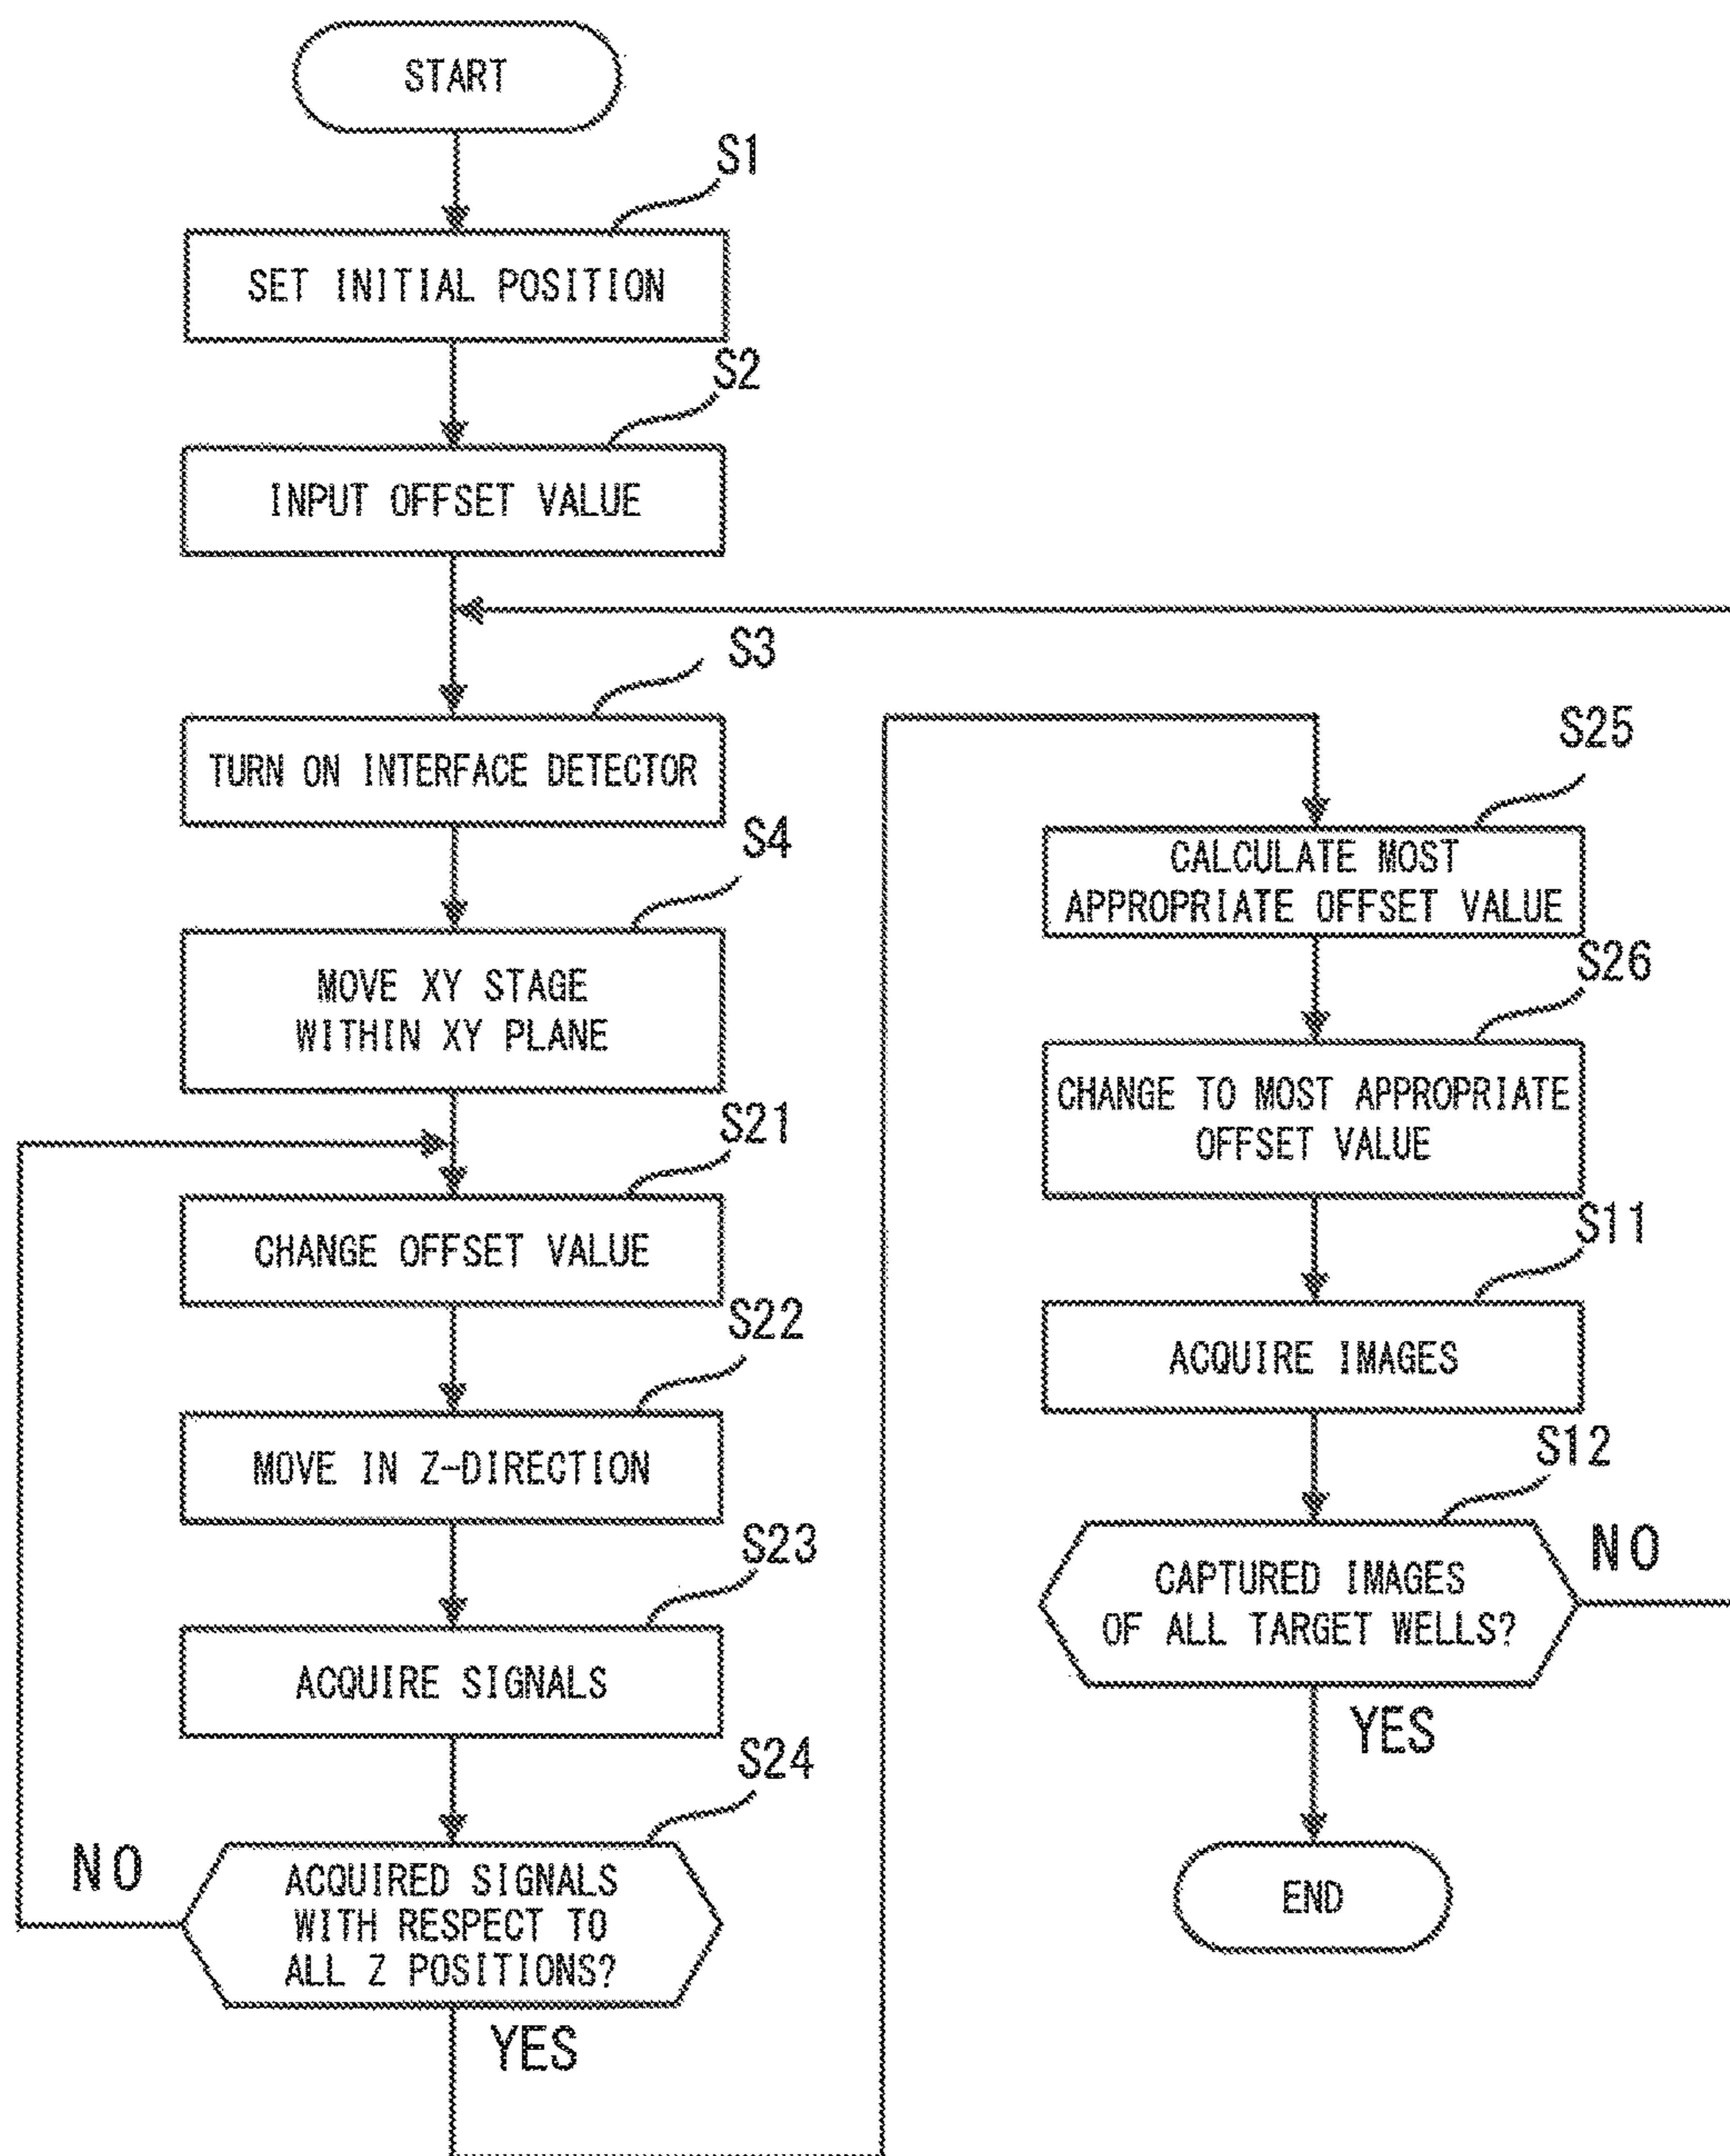 START
S1
SET INITIAL POSITION
S2
INPUT OFFSET VALUE
S3
TURN ON INTERFACE DETECTOR
S4
MOVE XY STAGE
WITHIN XY PLANE
S21
CHANGE OFFSET VALUE
S22
MOVE IN Z-DIRECTION
S23
ACQUIRE SIGNALS
S24
NO
ACQUIRED SIGNALS
WITH RESPECT TO
ALL Z POSITIONS?
YES
S25
CALCULATE MOST
APPROPRIATE OFFSET VALUE
S26
CHANGE TO MOST APPROPRIATE
OFFSET VALUE
S11
ACQUIRE IMAGES
S12
CAPTURED IMAGES
OF ALL TARGET WELLS?
NO
YES
END